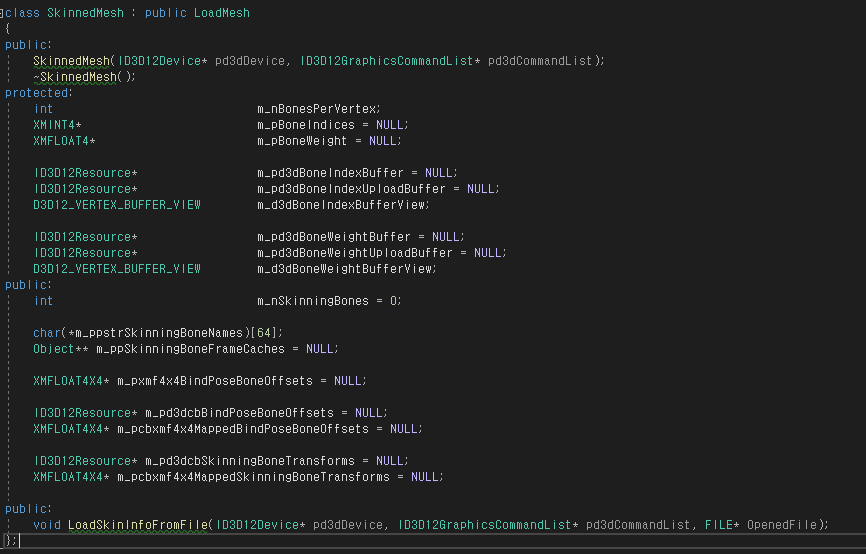 class SkinnedMesh : public LoadMesh
{
public:
SkinnedMesh(ID3D12Device* pd3dDevice, ID3D12GraphicsCommandList* pd3dCommandList);
~SkinnedMesh();
protected:
int m_nBonesPerVertex;
XMINT4* m_pBoneIndices = NULL;
XMFLOAT4* m_pBoneWeight = NULL;
ID3D12Resource* m_pd3dBoneIndexBuffer = NULL;
ID3D12Resource* m_pd3dBoneIndexUploadBuffer = NULL;
D3D12_VERTEX_BUFFER_VIEW m_d3dBoneIndexBufferView;
ID3D12Resource* m_pd3dBoneWeightBuffer = NULL;
ID3D12Resource* m_pd3dBoneWeightUploadBuffer = NULL;
D3D12_VERTEX_BUFFER_VIEW m_d3dBoneWeightBufferView;
public:
int m_nSkinningBones = 0;
char(*m_ppstrSkinningBoneNames)[64];
Object** m_ppSkinningBoneFrameCaches = NULL;
XMFLOAT4X4* m_pxmf4x4BindPoseBoneOffsets = NULL;
ID3D12Resource* m_pd3dcbBindPoseBoneOffsets = NULL;
XMFLOAT4X4* m_pcbxmf4x4MappedBindPoseBoneOffsets = NULL;
ID3D12Resource* m_pd3dcbSkinningBoneTransforms = NULL;
XMFLOAT4X4* m_pcbxmf4x4MappedSkinningBoneTransforms = NULL;
public:
void LoadSkinInfoFromFile(ID3D12Device* pd3dDevice, ID3D12GraphicsCommandList* pd3dCommandList, FILE* OpenedFile);
};